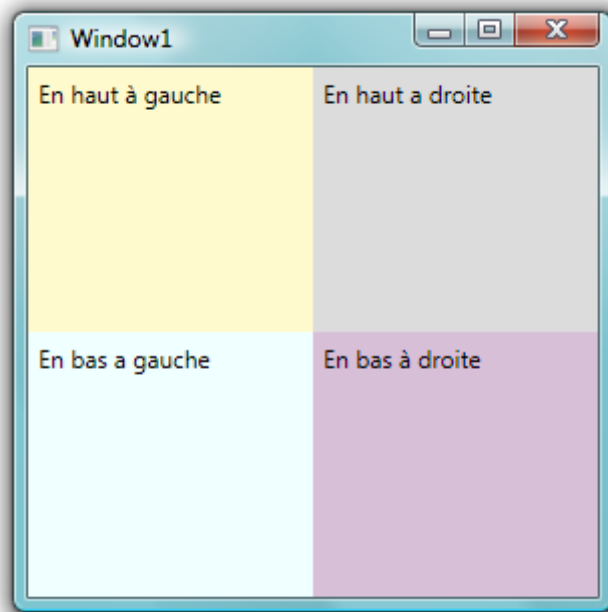 Window1
En haut à gauche
En haut a droite
En bas a gauche
En bas à droite